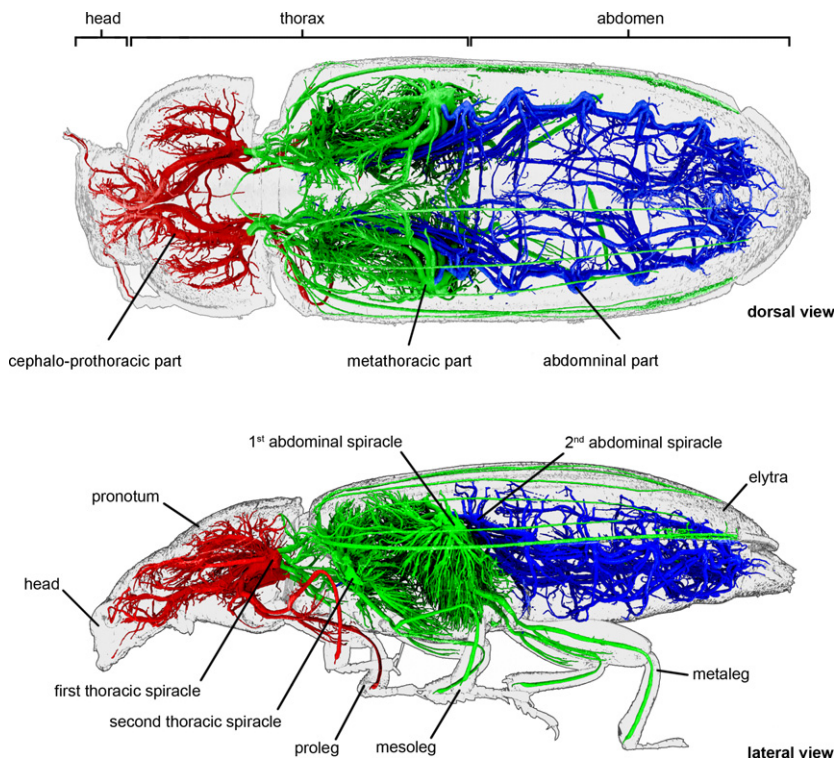 head thorax abdomen
dorsal view
cephalo-prothoracic part metathoracic part abdomninal part
1st abdominal spiracle
2nd abdominal spiracle
elytra
pronotum
head
first thoracic spiracle
second thoracic spiracle
proleg
mesoleg
metaleg
lateral view